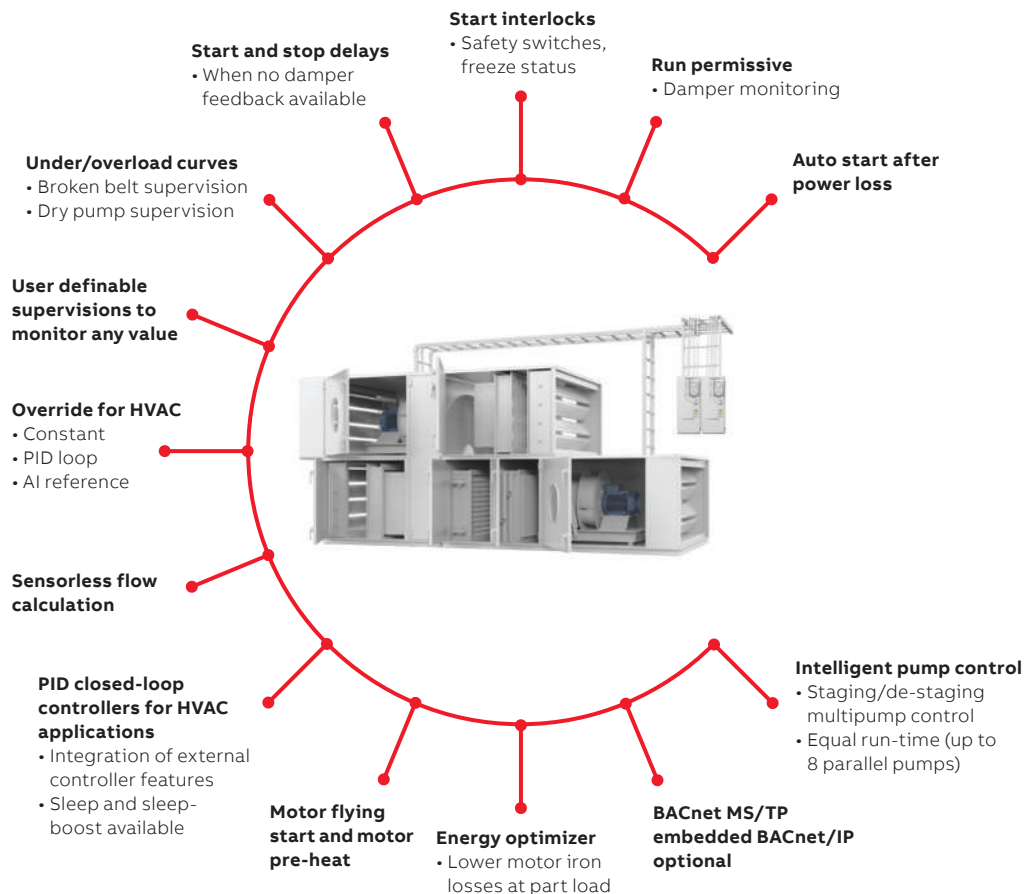 Start interlocks
• Safety switches,
freeze status
Start and stop delays
• When no damper
feedback available
Run permissive
• Damper monitoring
Under/overload curves
• Broken belt supervision
• Dry pump supervision
Auto start after
power loss
User definable
supervisions to
monitor any value
Override for HVAC
• Constant
• PID loop
• AI reference
Sensorless flow
calculation
PID closed-loop
controllers for HVAC
applications
• Integration of external
controller features
• Sleep and sleep-
boost available
Motor flying
start and motor
pre-heat
Energy optimizer
• Lower motor iron
losses at part load
BACnet MS/TP
embedded BACnet/IP
optional
Intelligent pump control
• Staging/de-staging
multipump control
• Equal run-time (up to
8 parallel pumps)